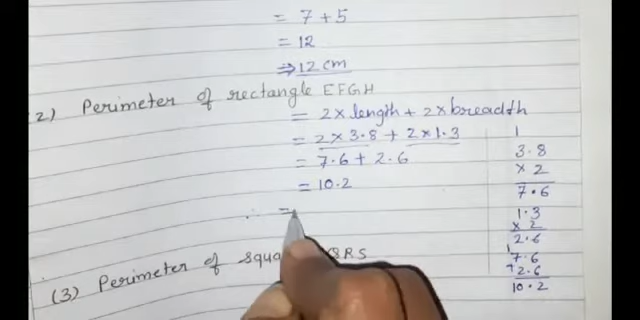 = 7 + 5
= 12
⇒ 12 cm
2) Perimeter of rectangle EFGH
= 2 × length + 2 × breadth
= 2 × 3.8 + 2 × 1.3
= 7.6 + 2.6
= 10.2
∴ =
(3) Perimeter of QRS
1
3.8
× 2
7.6
1.3
× 2
2.6
1
7.6
+ 2.6
10.2